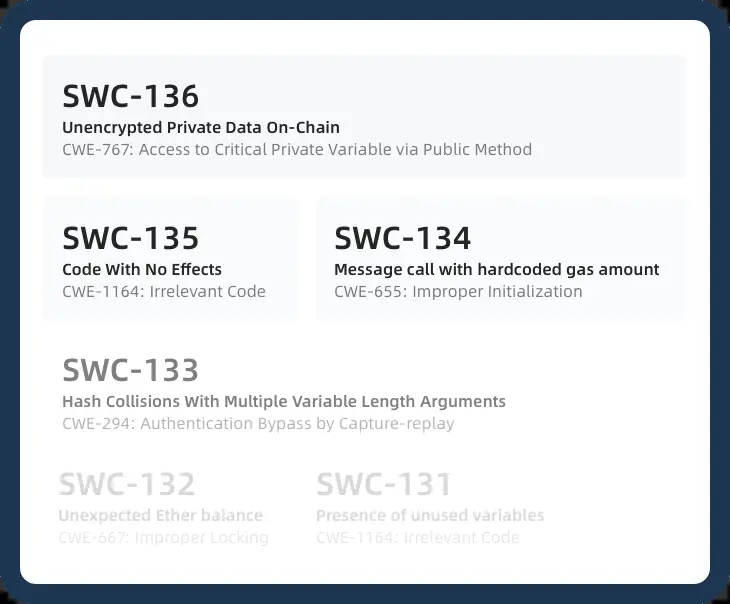 SWC-136
Unencrypted Private Data On-Chain
CWE-767: Access to Critical Private Variable via Public Method
SWC-135
Code With No Effects
CWE-1164: Irrelevant Code
SWC-134
Message call with hardcoded gas amount
CWE-655: Improper Initialization
SWC-133
Hash Collisions With Multiple Variable Length Arguments
CWE-294: Authentication Bypass by Capture-replay
SWC-132
Unexpected Ether balance
CWE-667: Improper Locking
SWC-131
Presence of unused variables
CWE-1164: Irrelevant Code